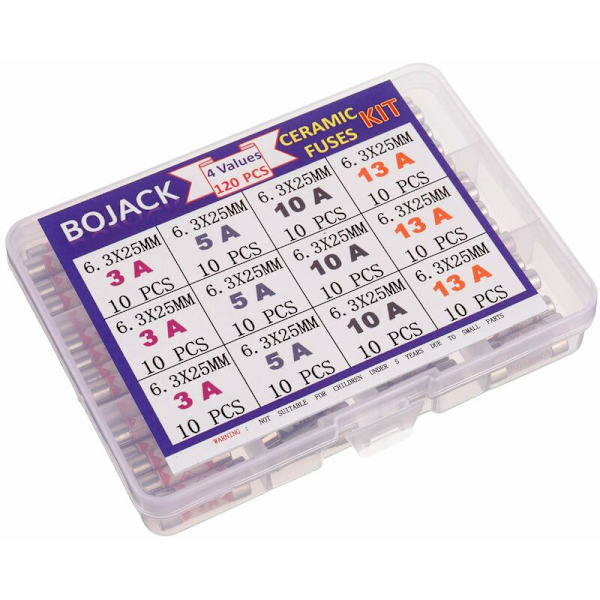 BOJACK
4 Values
120 PCS
CERAMIC
FUSES
KIT
6.3X25MM
3 A
10 PCS
6.3X25MM
5 A
10 PCS
6.3X25MM
10 A
10 PCS
6.3X25MM
13 A
10 PCS
6.3X25MM
3 A
10 PCS
6.3X25MM
5 A
10 PCS
6.3X25MM
10 A
10 PCS
6.3X25MM
13 A
10 PCS
6.3X25MM
3 A
10 PCS
6.3X25MM
5 A
10 PCS
6.3X25MM
10 A
10 PCS
6.3X25MM
13 A
10 PCS
WARNING: NOT SUITABLE FOR CHILDREN UNDER 5 YEARS DUE TO SMALL PARTS